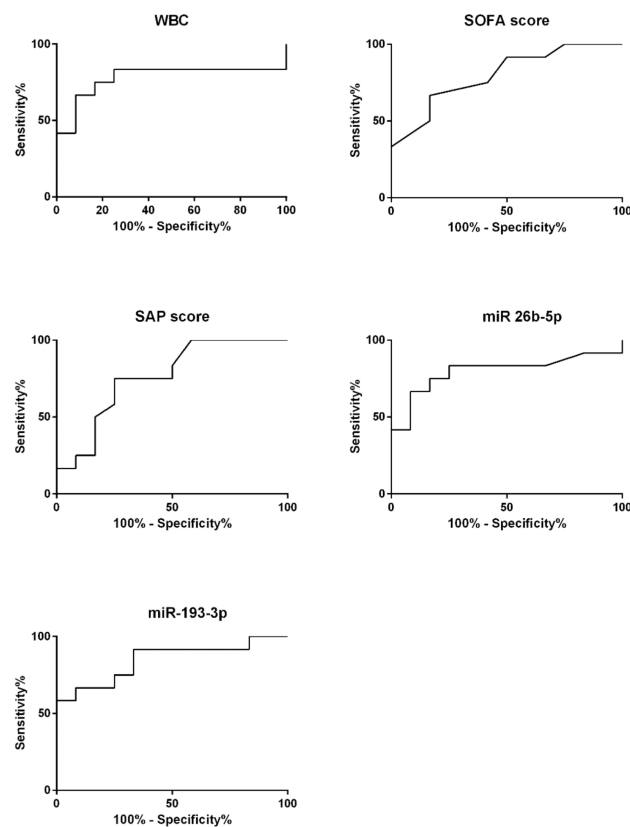 WBC
100
50
0
Sensitivity%
0 20 40 60 80 100
100% - Specificity%
SOFA score
100
50
0
Sensitivity%
0 50 100
100% - Specificity%
SAP score
100
50
0
Sensitivity%
0 50 100
100% - Specificity%
miR 26b-5p
100
50
0
Sensitivity%
0 50 100
100% - Specificity%
miR-193-3p
100
50
0
Sensitivity%
0 50 100
100% - Specificity%